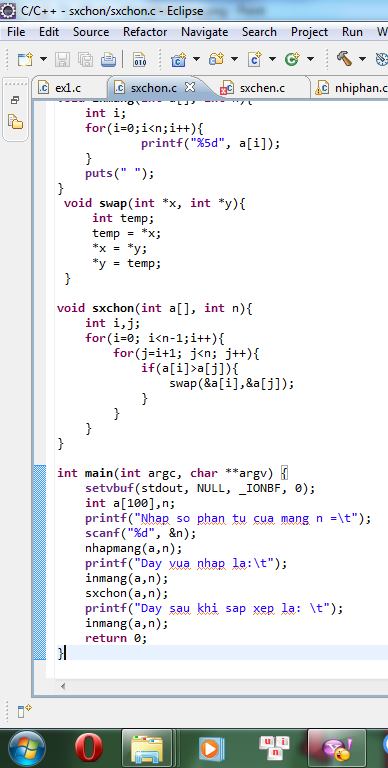 C/C++ - sxchon/sxchon.c - Eclipse
File Edit Source Refactor Navigate Search Project Run
ex1.c sxchon.c sxchen.c nhiphan.c
int i;
for(i=0;i<n;i++){
printf("%5d", a[i]);
}
puts(" ");
}
void swap(int *x, int *y){
int temp;
temp = *x;
*x = *y;
*y = temp;
}
void sxchon(int a[], int n){
int i,j;
for(i=0; i<n-1;i++){
for(j=i+1; j<n; j++){
if(a[i]>a[j]){
swap(&a[i],&a[j]);
}
}
}
}
int main(int argc, char **argv) {
setvbuf(stdout, NULL, _IONBF, 0);
int a[100],n;
printf("Nhap so phan tu cua mang n =\t");
scanf("%d", &n);
nhapmang(a,n);
printf("Day vua nhap la:\t");
inmang(a,n);
sxchon(a,n);
printf("Day sau khi sap xep la: \t");
inmang(a,n);
return 0;
}